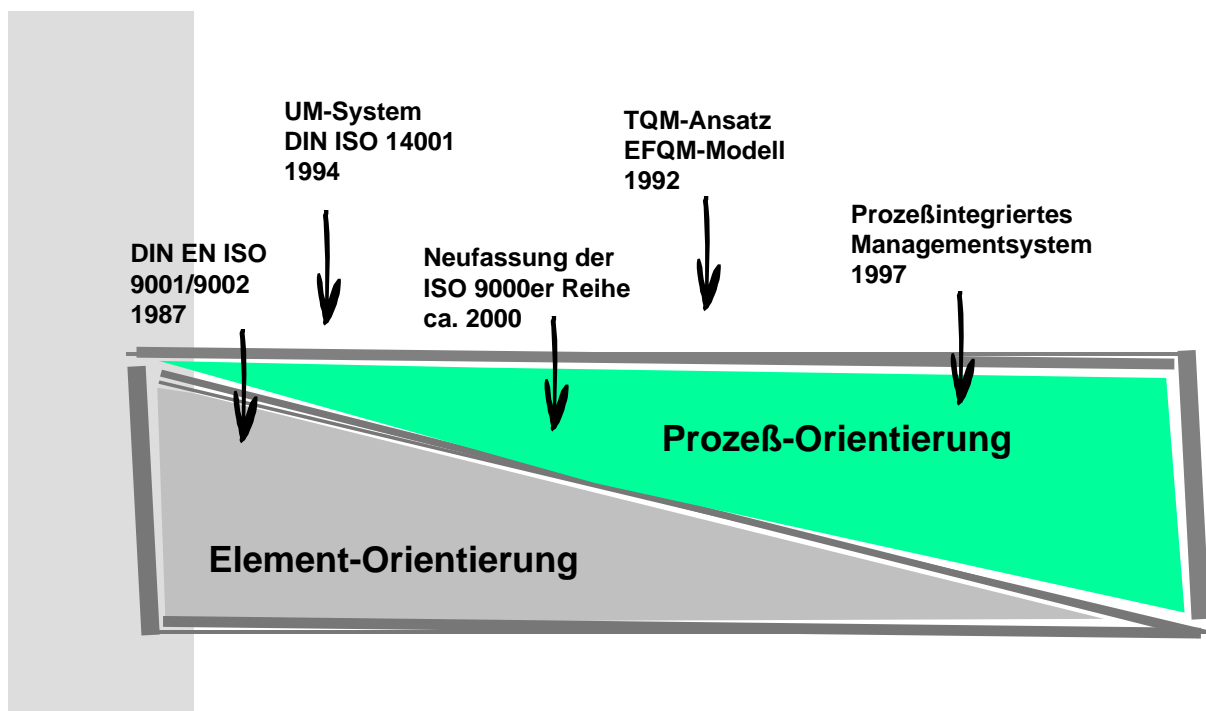 UM-System
DIN ISO 14001
1994
TQM-Ansatz
EFQM-Modell
1992
DIN EN ISO
9001/9002
1987
Neufassung der
ISO 9000er Reihe
ca. 2000
Prozeßintegriertes
Managementsystem
1997
Prozeß-Orientierung
Element-Orientierung